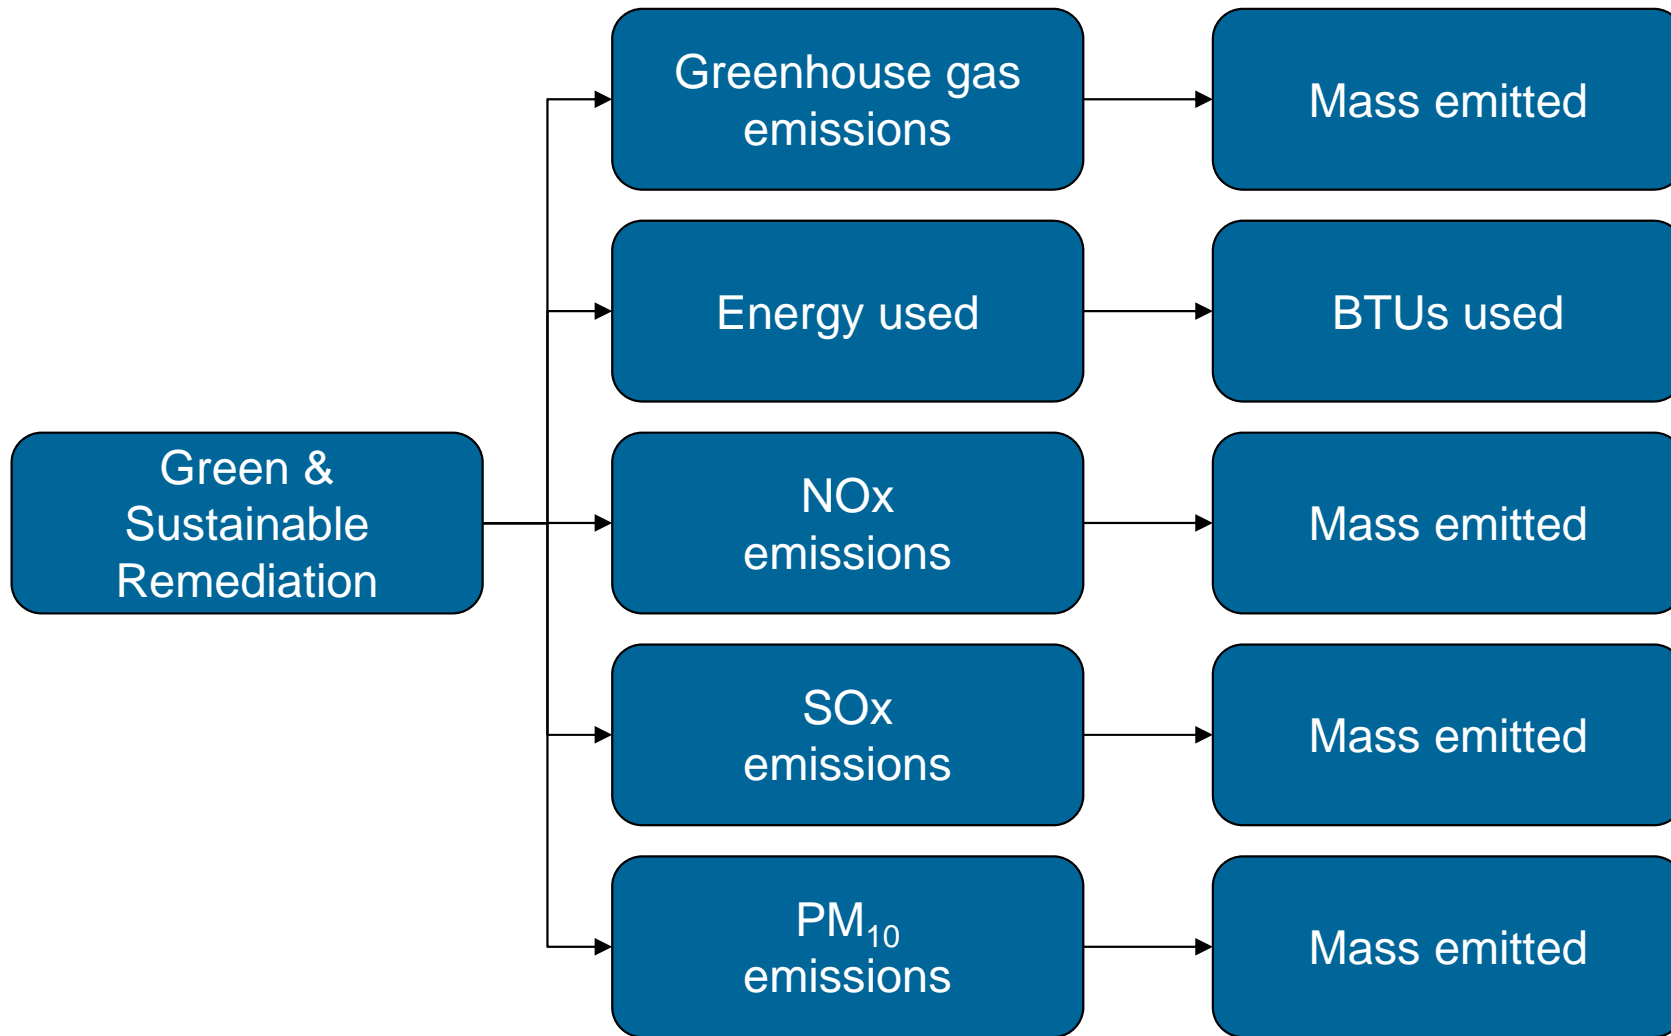 Greenhouse gas
emissions
Mass emitted
Energy used
BTUs used
Green &
Sustainable
Remediation
NOx
emissions
Mass emitted
SOx
emissions
Mass emitted
PM₁₀
emissions
Mass emitted